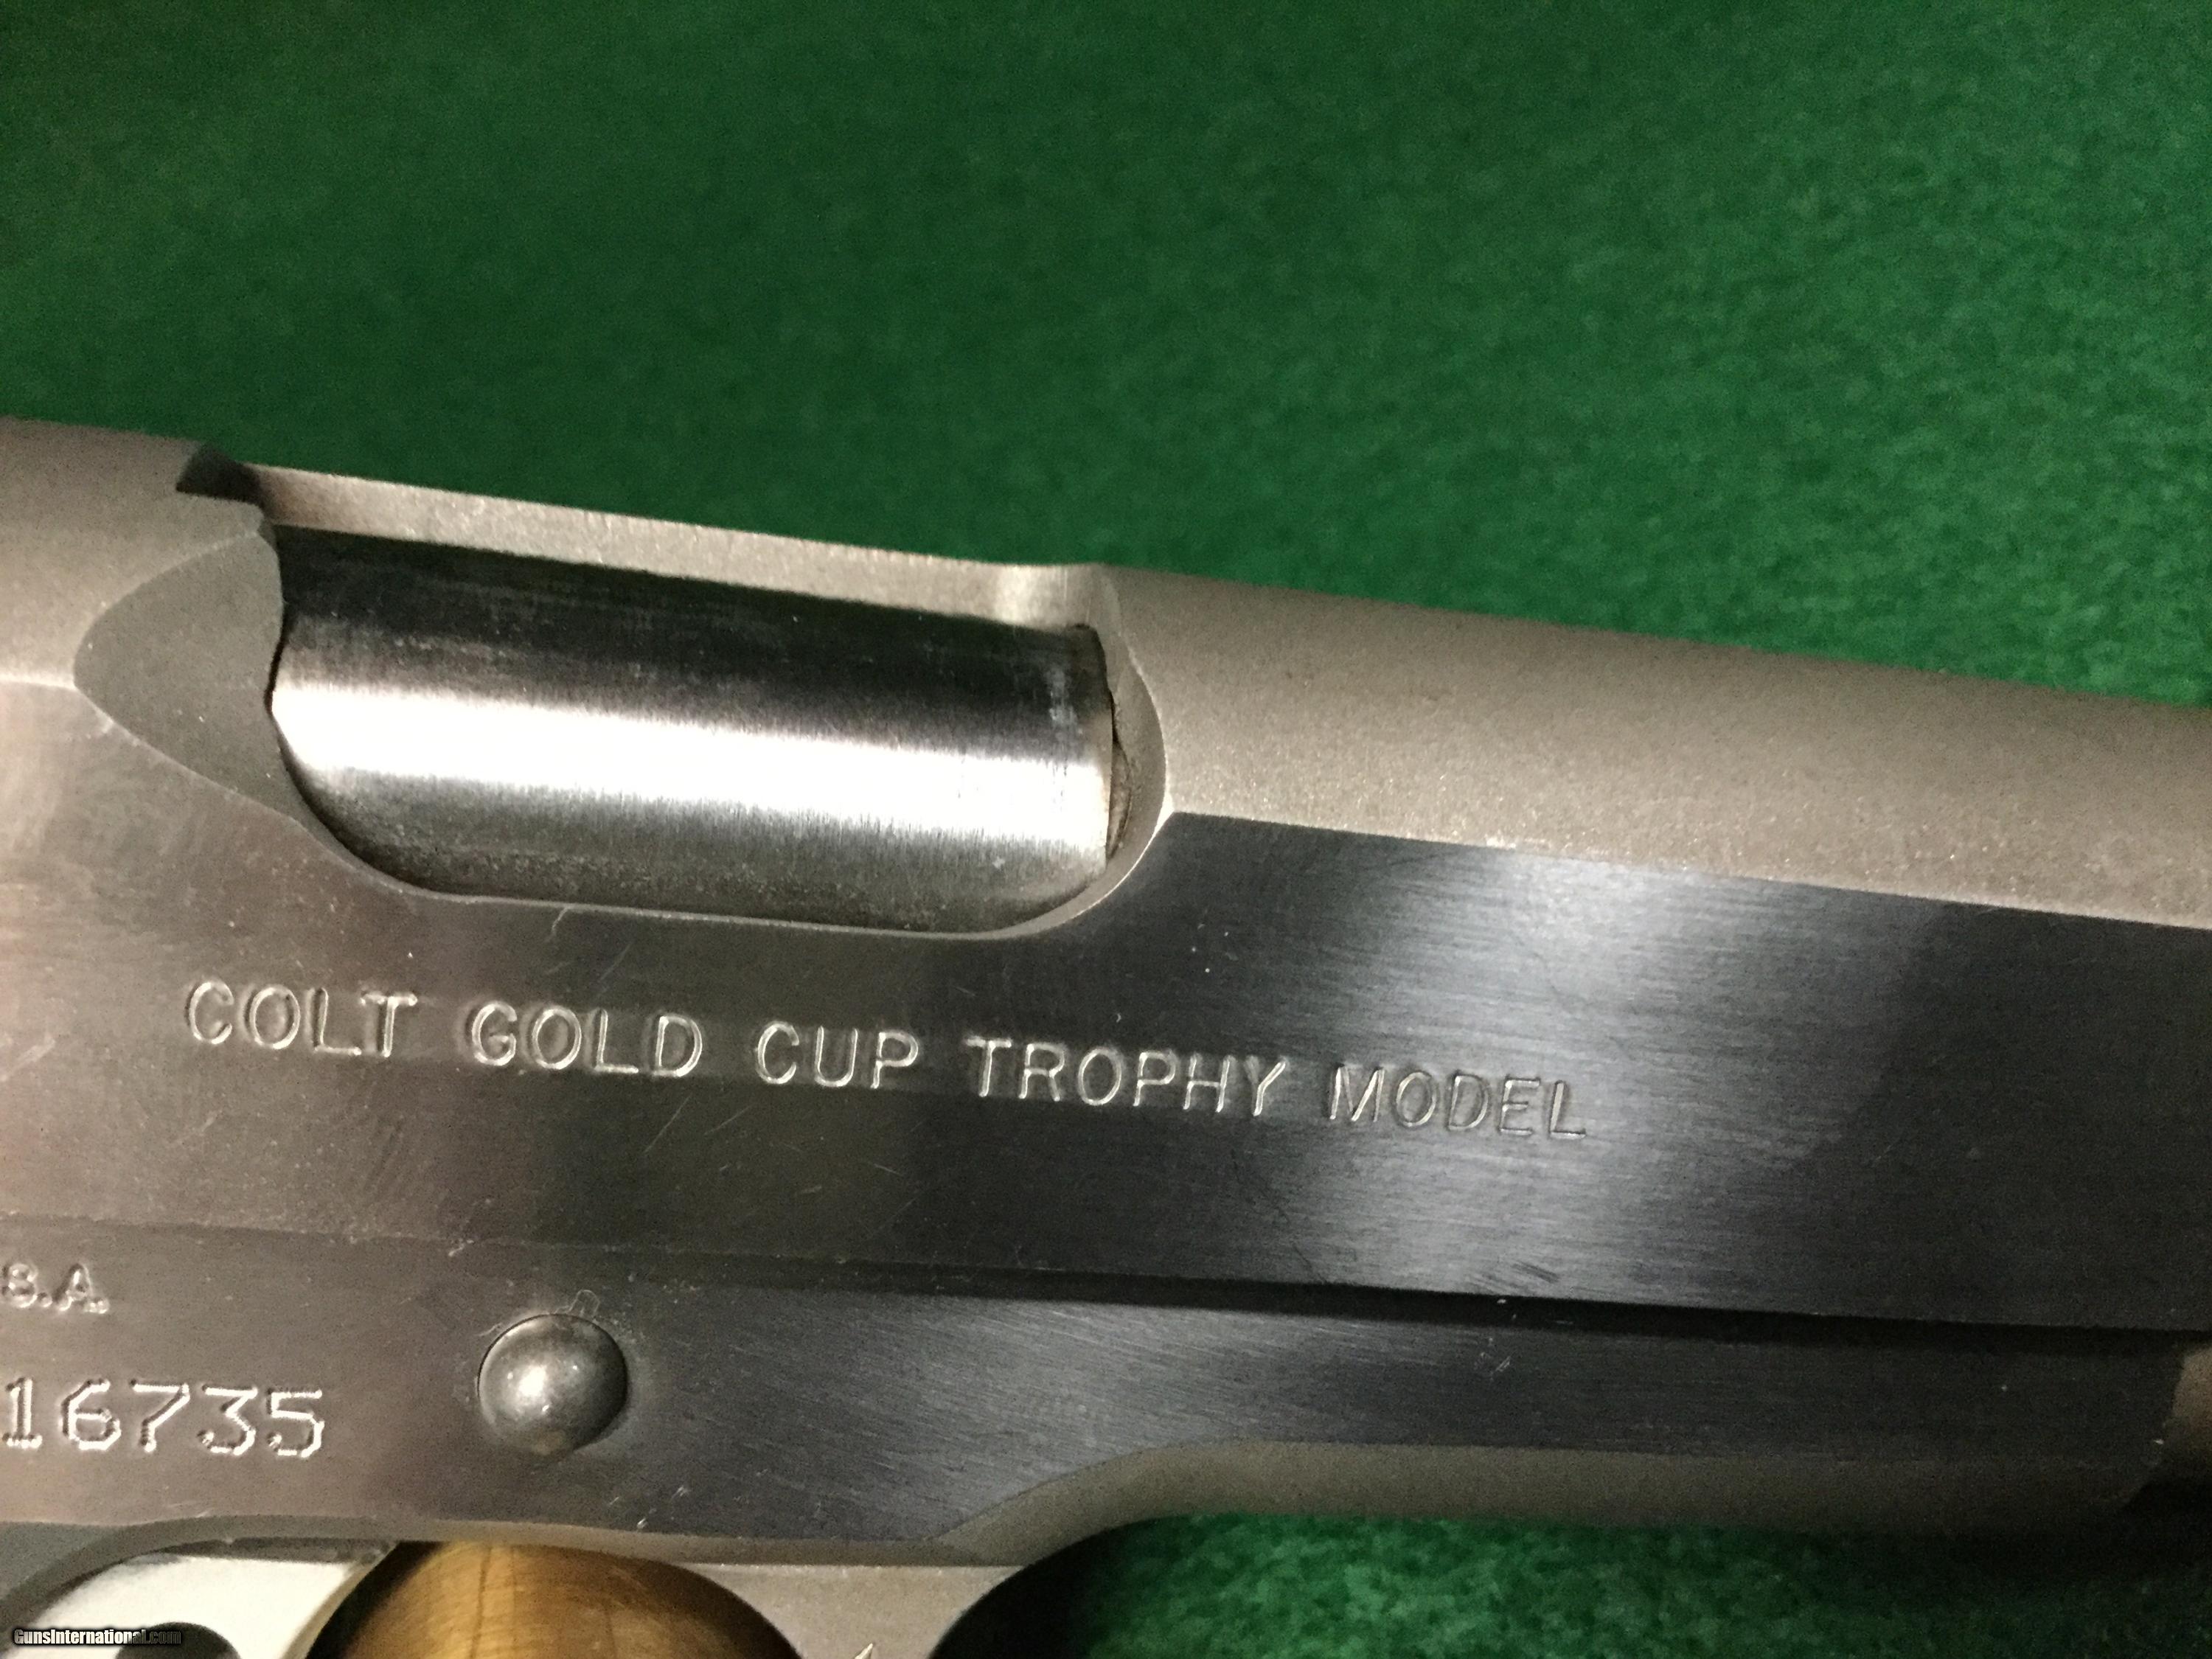 COLT GOLD CUP TROPHY MODEL
S.A.
16735
GunsInternational.com